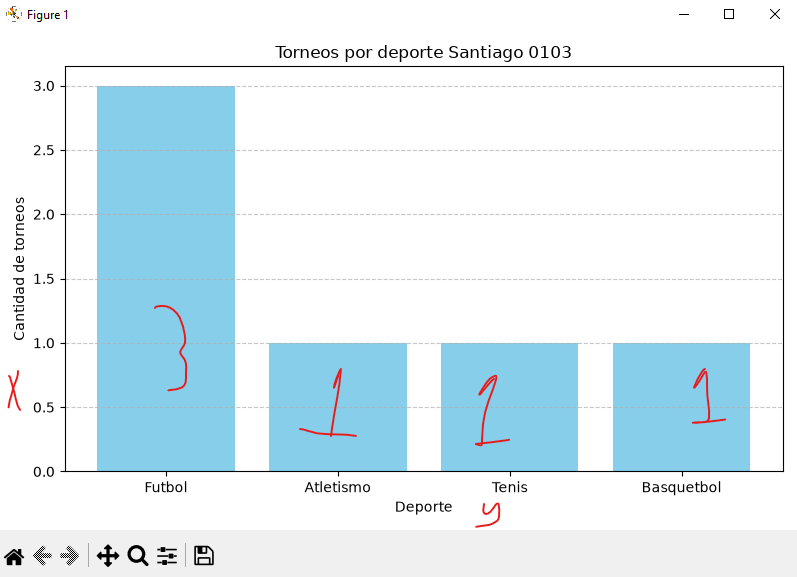 Figure 1
Torneos por deporte Santiago 0103
3.0
2.5
2.0
1.5
1.0
0.5
0.0
Cantidad de torneos
X
3
1
1
1
Futbol
Atletismo
Tenis
Basquetbol
Deporte
y